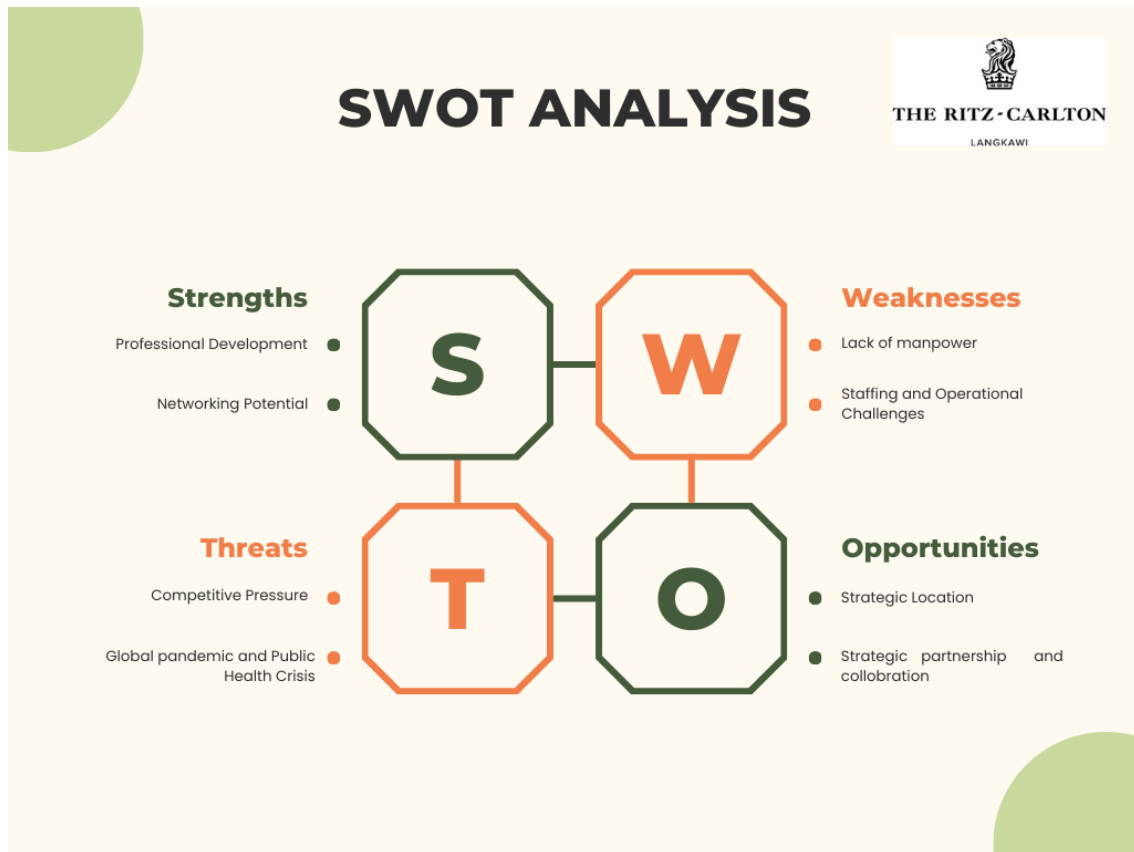 SWOT ANALYSIS
THE RITZ-CARLTON
LANGKAWI
Strengths
Professional Development
Networking Potential
S
W
Weaknesses
Lack of manpower
Staffing and Operational
Challenges
Threats
Competitive Pressure
Global pandemic and Public
Health Crisis
T
O
Opportunities
Strategic Location
Strategic partnership and
collobration